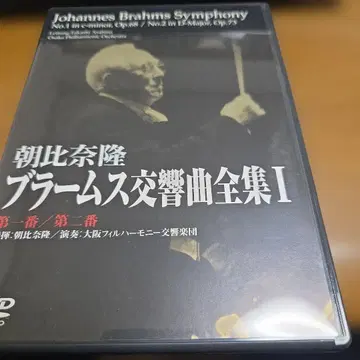 Johannes Brahms Symphony
No.1 in c-minor, Op.68 / No.2 in D-Major, Op.73
Osaka Philharmonic Orchestra
朝比奈隆
ブラームス交響曲全集I
第一番／第二番
指揮:朝比奈隆／演奏:大阪フィルハーモニー交響楽団